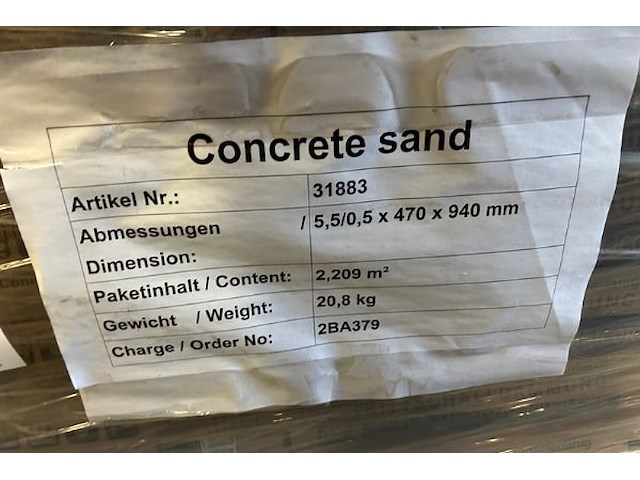 Concrete sand
Artikel Nr.: 31883
Abmessungen / 5,5/0,5 x 470 x 940 mm
Dimension:
Paketinhalt / Content: 2,209 m²
Gewicht / Weight: 20,8 kg
Charge / Order No: 2BA379